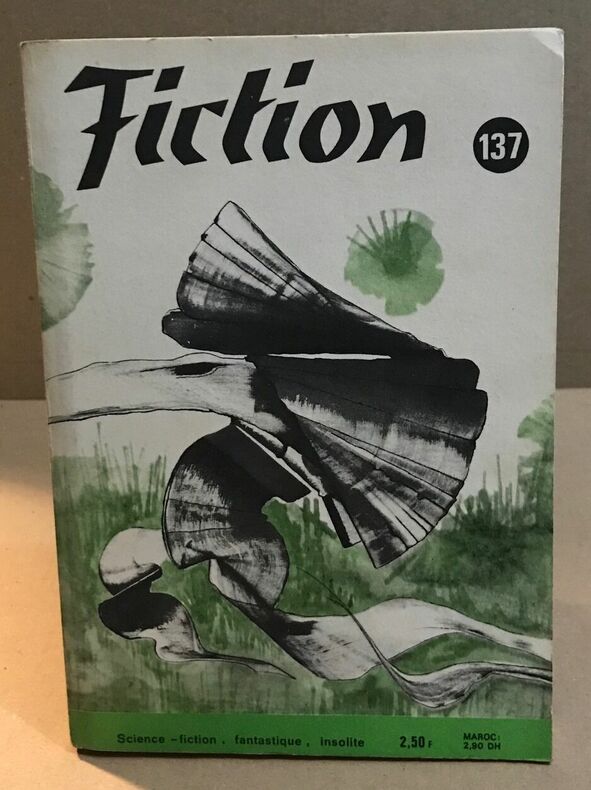 Fiction
137
Science-fiction, fantastique, insolite 2,50 F MAROC:
2,90 DH